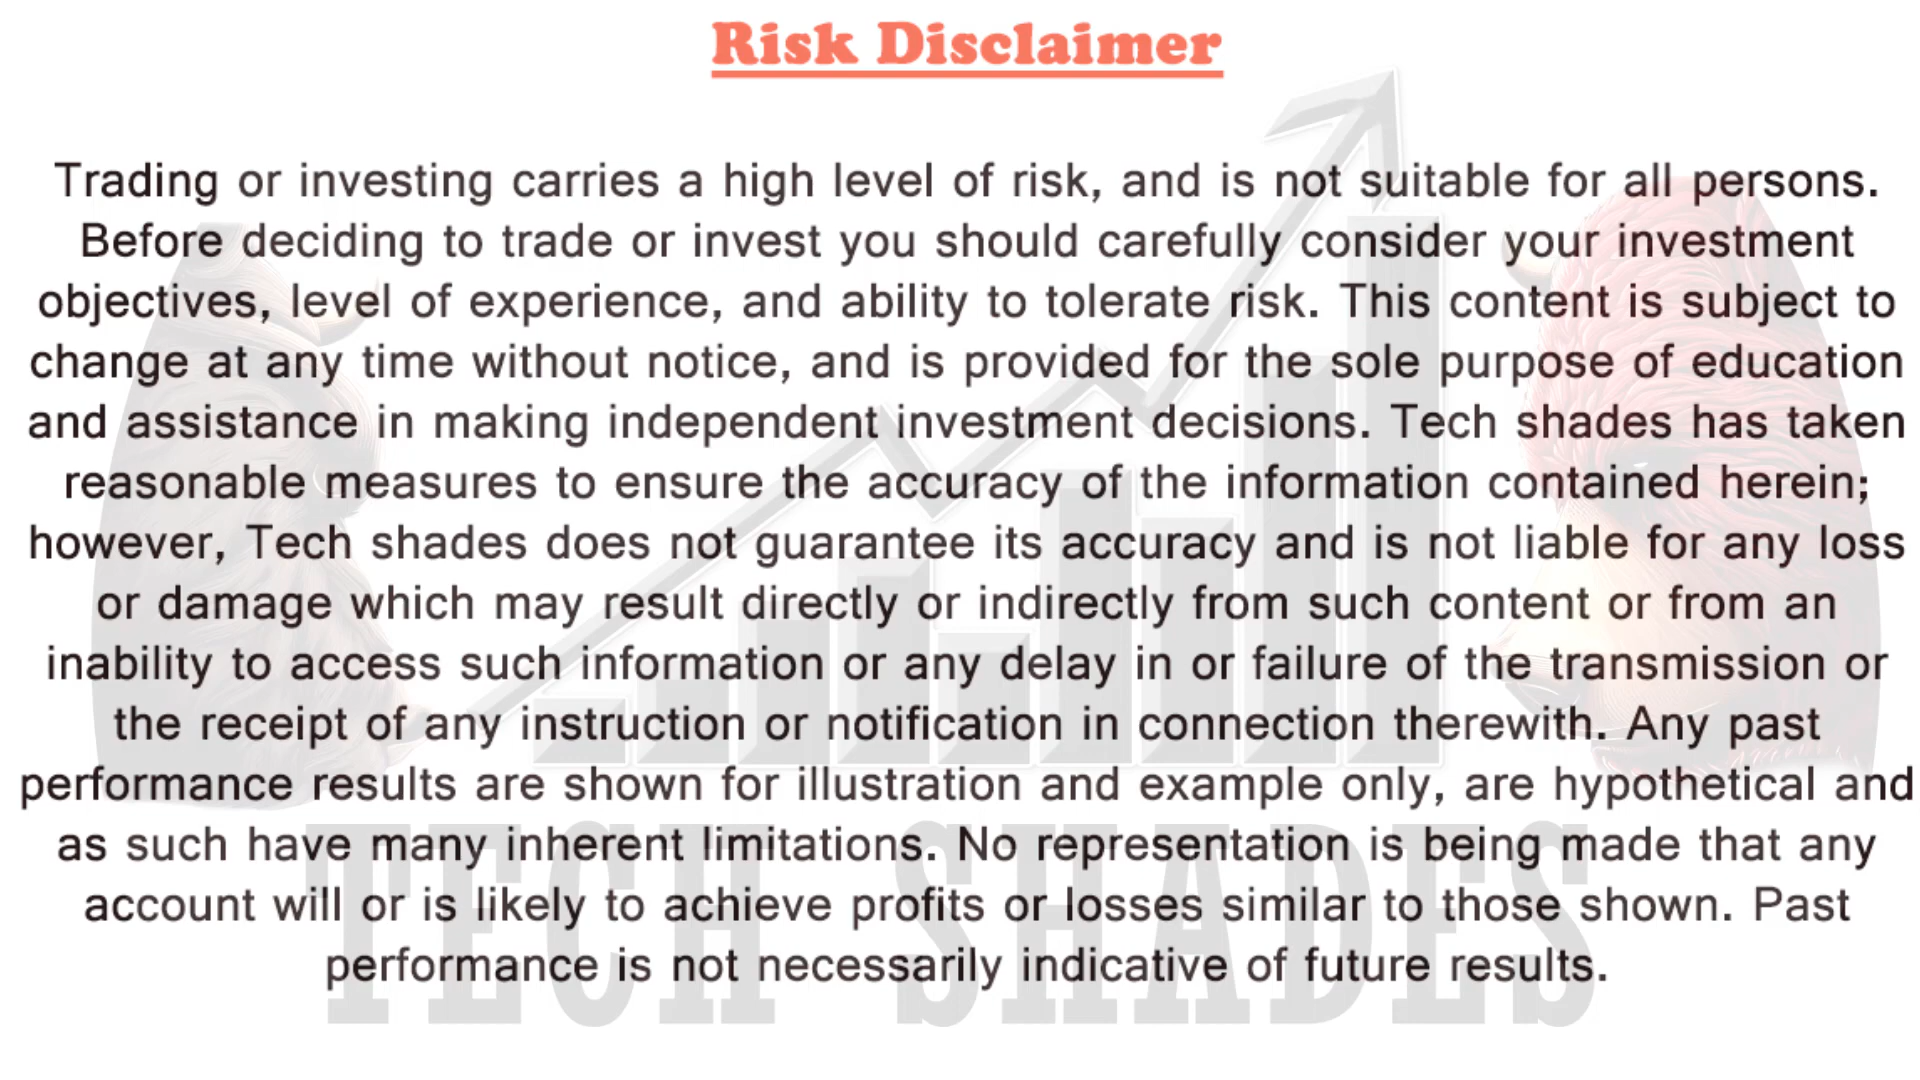 Risk Disclaimer
Trading or investing carries a high level of risk, and is not suitable for all persons.
Before deciding to trade or invest you should carefully consider your investment
objectives, level of experience, and ability to tolerate risk. This content is subject to
change at any time without notice, and is provided for the sole purpose of education
and assistance in making independent investment decisions. Tech shades has taken
reasonable measures to ensure the accuracy of the information contained herein;
however, Tech shades does not guarantee its accuracy and is not liable for any loss
or damage which may result directly or indirectly from such content or from an
inability to access such information or any delay in or failure of the transmission or
the receipt of any instruction or notification in connection therewith. Any past
performance results are shown for illustration and example only, are hypothetical and
as such have many inherent limitations. No representation is being made that any
account will or is likely to achieve profits or losses similar to those shown. Past
performance is not necessarily indicative of future results.
TECH SHADES